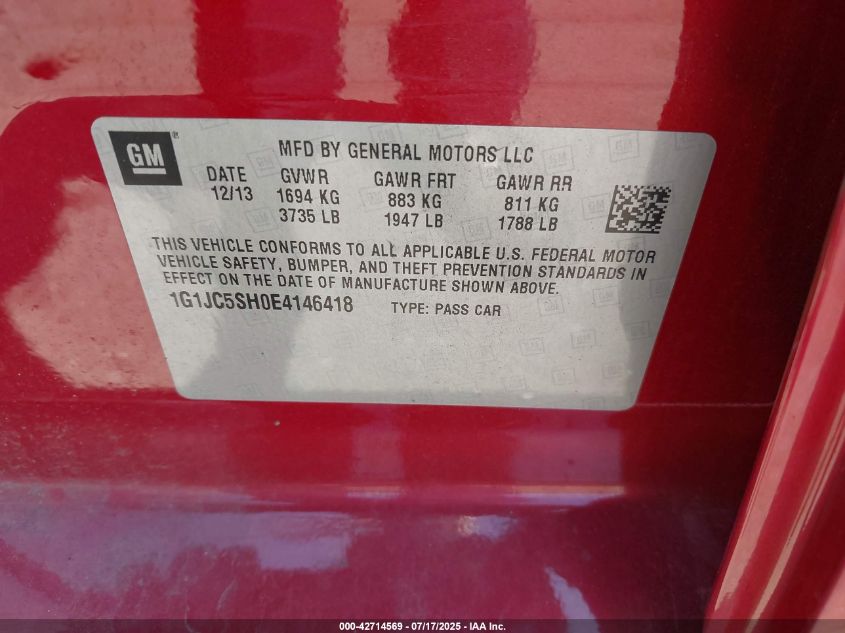 GM®
MFD BY GENERAL MOTORS LLC
DATE GVWR GAWR FRT GAWR RR
12/13 1694 KG 883 KG 811 KG
3735 LB 1947 LB 1788 LB
THIS VEHICLE CONFORMS TO ALL APPLICABLE U.S. FEDERAL MOTOR
VEHICLE SAFETY, BUMPER, AND THEFT PREVENTION STANDARDS IN
EFFECT ON THE DATE OF MANUFACTURE SHOWN ABOVE.
1G1JC5SH0E4146418 TYPE: PASS CAR
000-42714569 - 07/17/2025 - IAA Inc.